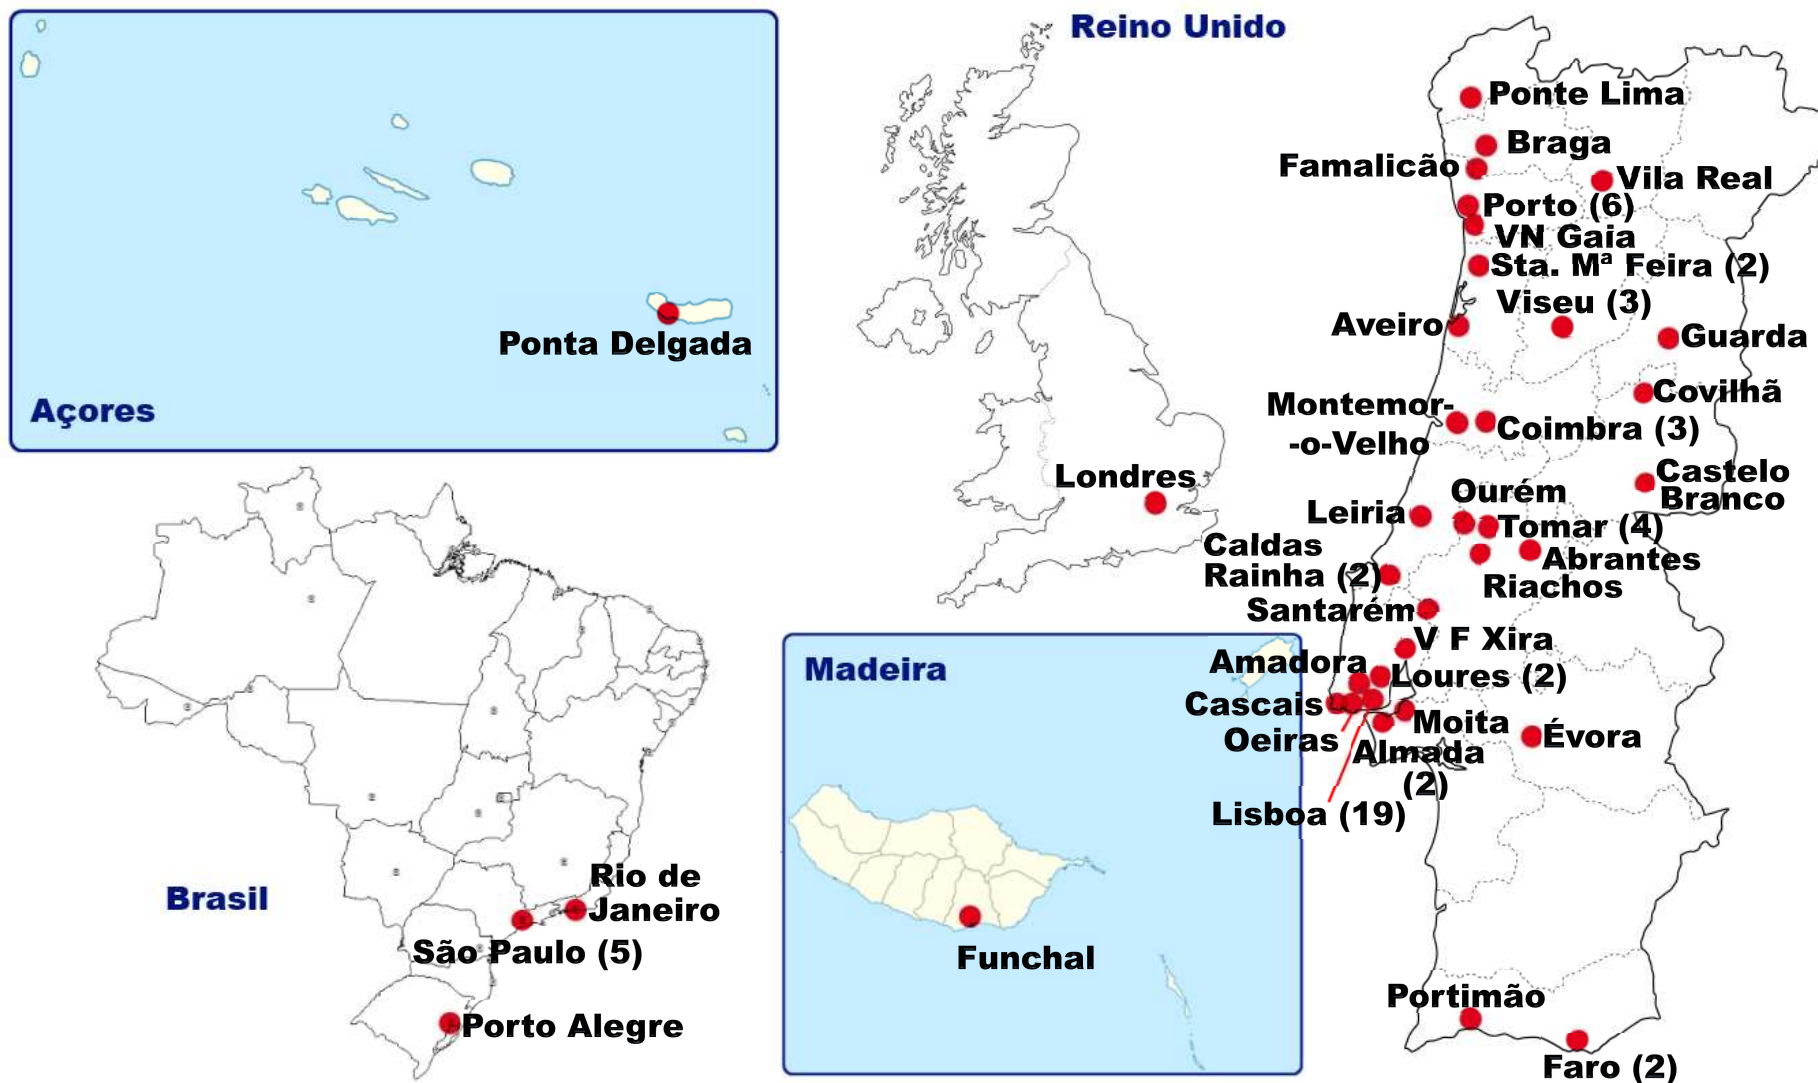 Açores
Ponta Delgada
Reino Unido
Londres
Brasil
Rio de
Janeiro
São Paulo (5)
Porto Alegre
Madeira
Funchal
Ponte Lima
Braga
Famalicão
Vila Real
Porto (6)
VN Gaia
Sta. Mª Feira (2)
Viseu (3)
Aveiro
Guarda
Covilhã
Montemor-
-o-Velho
Coimbra (3)
Castelo
Branco
Ourém
Leiria
Tomar (4)
Abrantes
Riachos
Caldas
Rainha (2)
Santarém
V F Xira
Amadora
Loures (2)
Cascais
Oeiras
Moita
Almada
(2)
Évora
Lisboa (19)
Portimão
Faro (2)